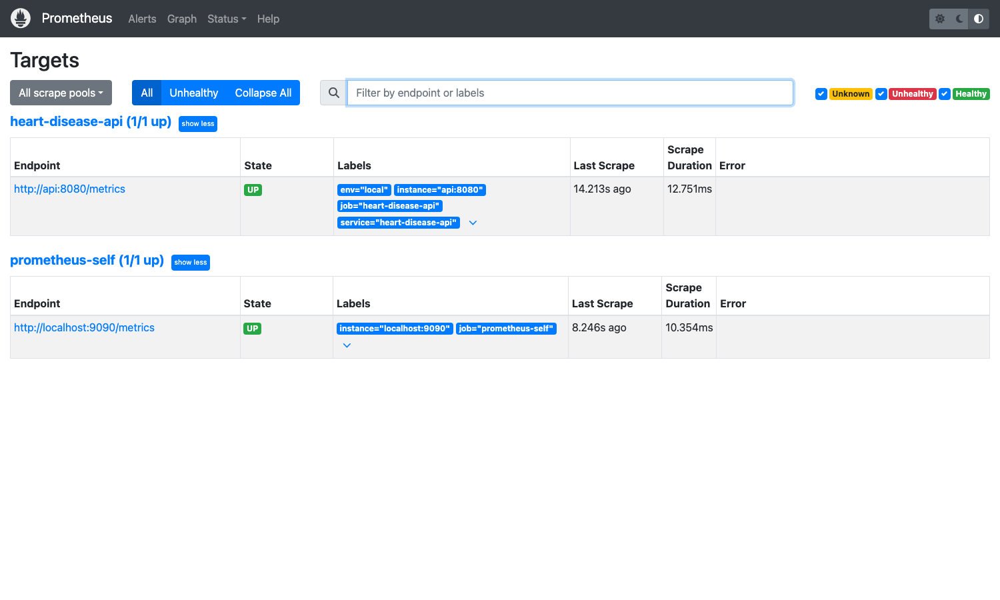 Prometheus Alerts Graph Status Help
Targets
All scrape pools All Unhealthy Collapse All Filter by endpoint or labels Unknown Unhealthy Healthy
heart-disease-api (1/1 up) show less
Endpoint State Labels Last Scrape Scrape Duration Error
http://api:8080/metrics UP env="local" instance="api:8080" 14.213s ago 12.751ms
job="heart-disease-api"
service="heart-disease-api"
prometheus-self (1/1 up) show less
Endpoint State Labels Last Scrape Scrape Duration Error
http://localhost:9090/metrics UP instance="localhost:9090" job="prometheus-self" 8.246s ago 10.354ms